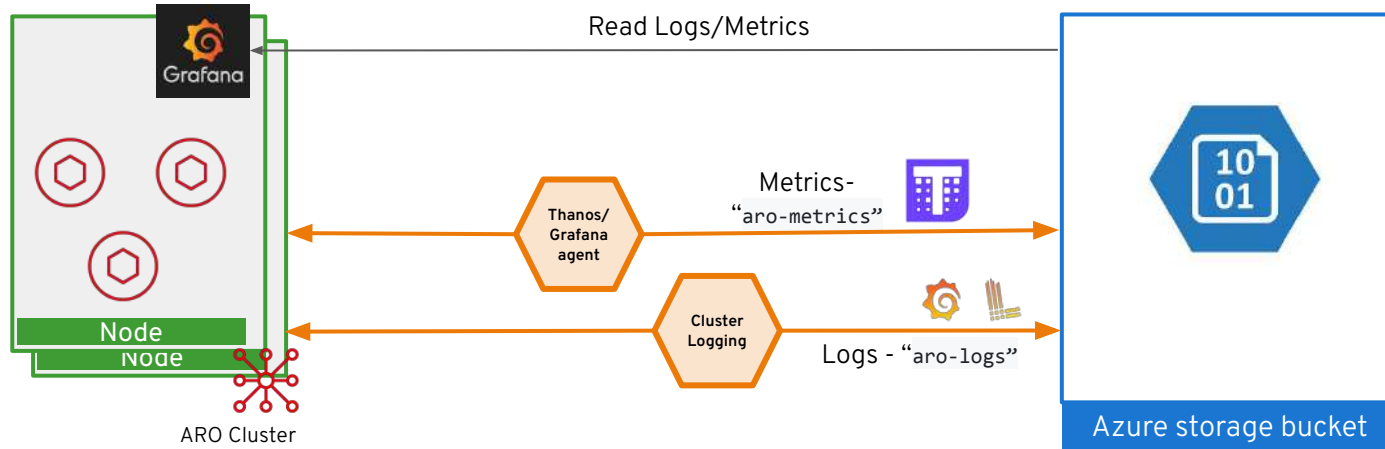 Read Logs/Metrics
Grafana
Metrics-
“aro-metrics”
10
01
Thanos/
Grafana
agent
Cluster
Logging
Logs - “aro-logs”
Node
Node
ARO Cluster
Azure storage bucket